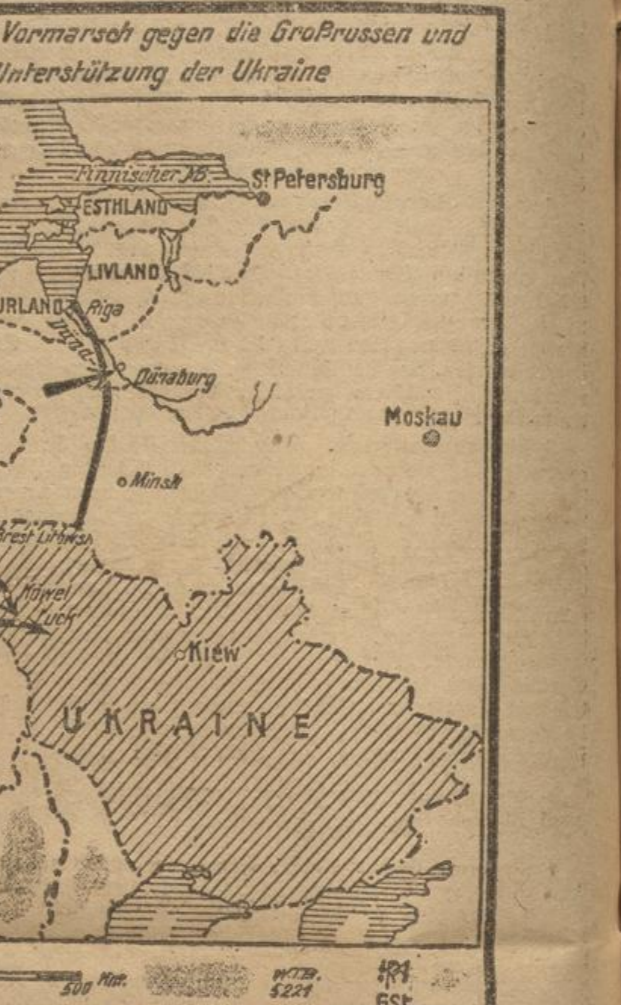 Vormarsch gegen die Großrussen und
Unterstützung der Ukraine
Finnischer MB.
St Petersburg
ESTHLAND
LIVLAND
URLAND
Riga
Düna
Dünaburg
Moskau
Minsk
Brest Litowsk
Kowel
Luck
Kiew
UKRAINE
500 Kmt.
W.T.B.
5221